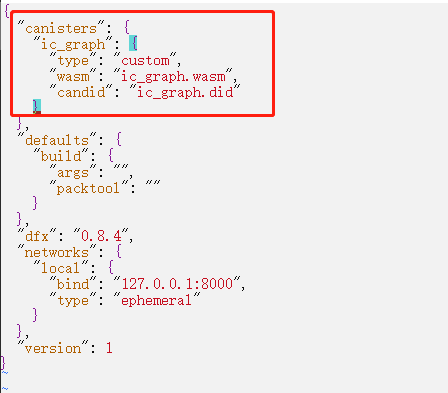 {
  "canisters": {
    "ic_graph": {
      "type": "custom",
      "wasm": "ic_graph.wasm",
      "candid": "ic_graph.did"
    }
  },
  "defaults": {
    "build": {
      "args": "",
      "packtool": ""
    }
  },
  "dfx": "0.8.4",
  "networks": {
    "local": {
      "bind": "127.0.0.1:8000",
      "type": "ephemeral"
    }
  },
  "version": 1
}
~
~